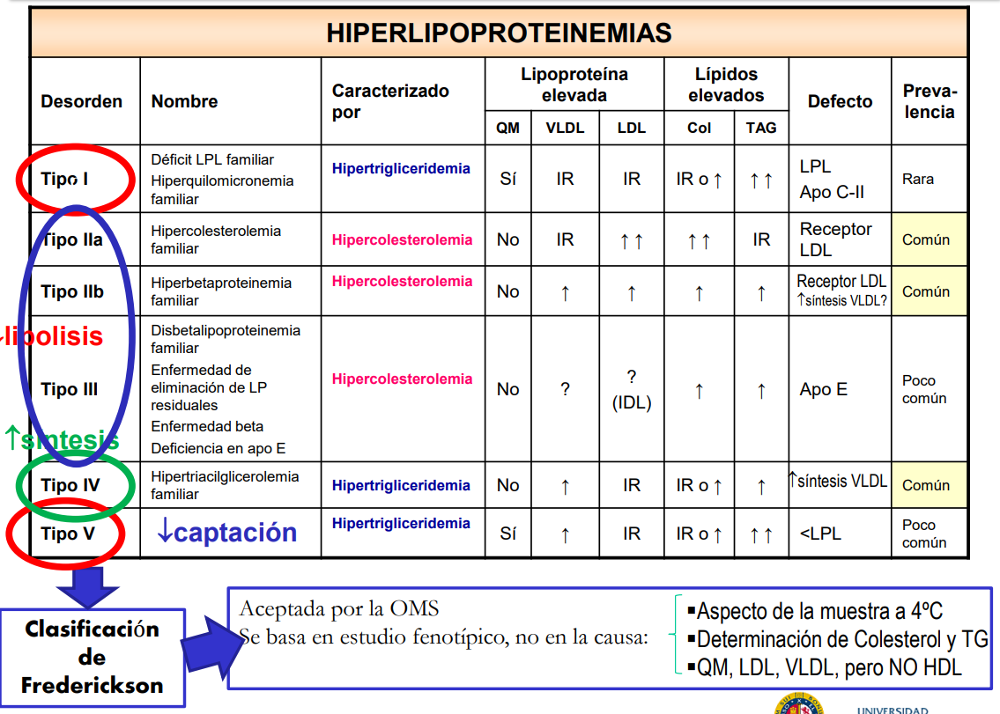 HIPERLIPOPROTEINEMIAS
Desorden
Nombre
Caracterizado
por
Lipoproteína
elevada
Lípidos
elevados
Defecto
Preva-
lencia
QM
VLDL
LDL
Col
TAG
Tipo I
Déficit LPL familiar
Hiperquilomicronemia
familiar
Hipertrigliceridemia
Sí
IR
IR
IR o ↑
↑↑
LPL
Apo C-II
Rara
Tipo IIa
Hipercolesterolemia
familiar
Hipercolesterolemia
No
IR
↑↑
↑↑
IR
Receptor
LDL
Común
Tipo IIb
Hiperbetaproteinemia
familiar
Hipercolesterolemia
No
↑
↑
↑
↑
Receptor LDL
↑síntesis VLDL?
Común
↓lipolisis
Tipo III
Disbetalipoproteinemia
familiar
Enfermedad de
eliminación de LP
residuales
Enfermedad beta
Deficiencia en apo E
Hipercolesterolemia
No
?
?
(IDL)
↑
↑
Apo E
Poco
común
↑síntesis
Tipo IV
Hipertriacilglicerolemia
familiar
Hipertrigliceridemia
No
↑
IR
IR o ↑
↑
↑síntesis VLDL
Común
Tipo V
↓captación
Hipertrigliceridemia
Sí
↑
IR
IR o ↑
↑↑
<LPL
Poco
común
Clasificación
de
Frederickson
Aceptada por la OMS
Se basa en estudio fenotípico, no en la causa:
▪Aspecto de la muestra a 4ºC
▪Determinación de Colesterol y TG
▪QM, LDL, VLDL, pero NO HDL
UNIVERSIDAD